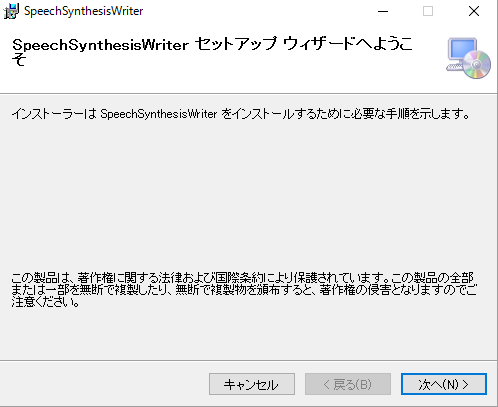 SpeechSynthesisWriter
SpeechSynthesisWriter セットアップ ウィザードへようこ
そ
インストーラーは SpeechSynthesisWriter をインストールするために必要な手順を示します。
この製品は、著作権に関する法律および国際条約により保護されています。この製品の全部
または一部を無断で複製したり、無断で複製物を頒布すると、著作権の侵害となりますのでご
注意ください。
キャンセル
< 戻る(B)
次へ(N) >